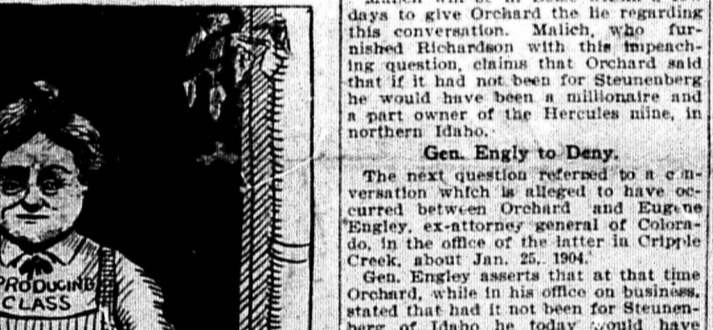 PRODUCING
CLASS
days to give Orchard the lie regarding
this conversation. Malich, who fur-
nished Richardson with this impeach-
ing question, claims that Orchard said
that if it had not been for Steunenberg
he would have been a millionaire and
a part owner of the Hercules mine, in
northern Idaho.
Gen. Engly to Deny.
The next question referred to a con-
versation which is alleged to have oc-
curred between Orchard and Eugene
Engley, ex-attorney general of Colora-
do, in the office of the latter in Cripple
Creek, about Jan. 25, 1904.
Gen. Engley asserts that at that time
Orchard, while in his office on business,
stated that had it not been for Steunen-
berg of Idaho he today would have